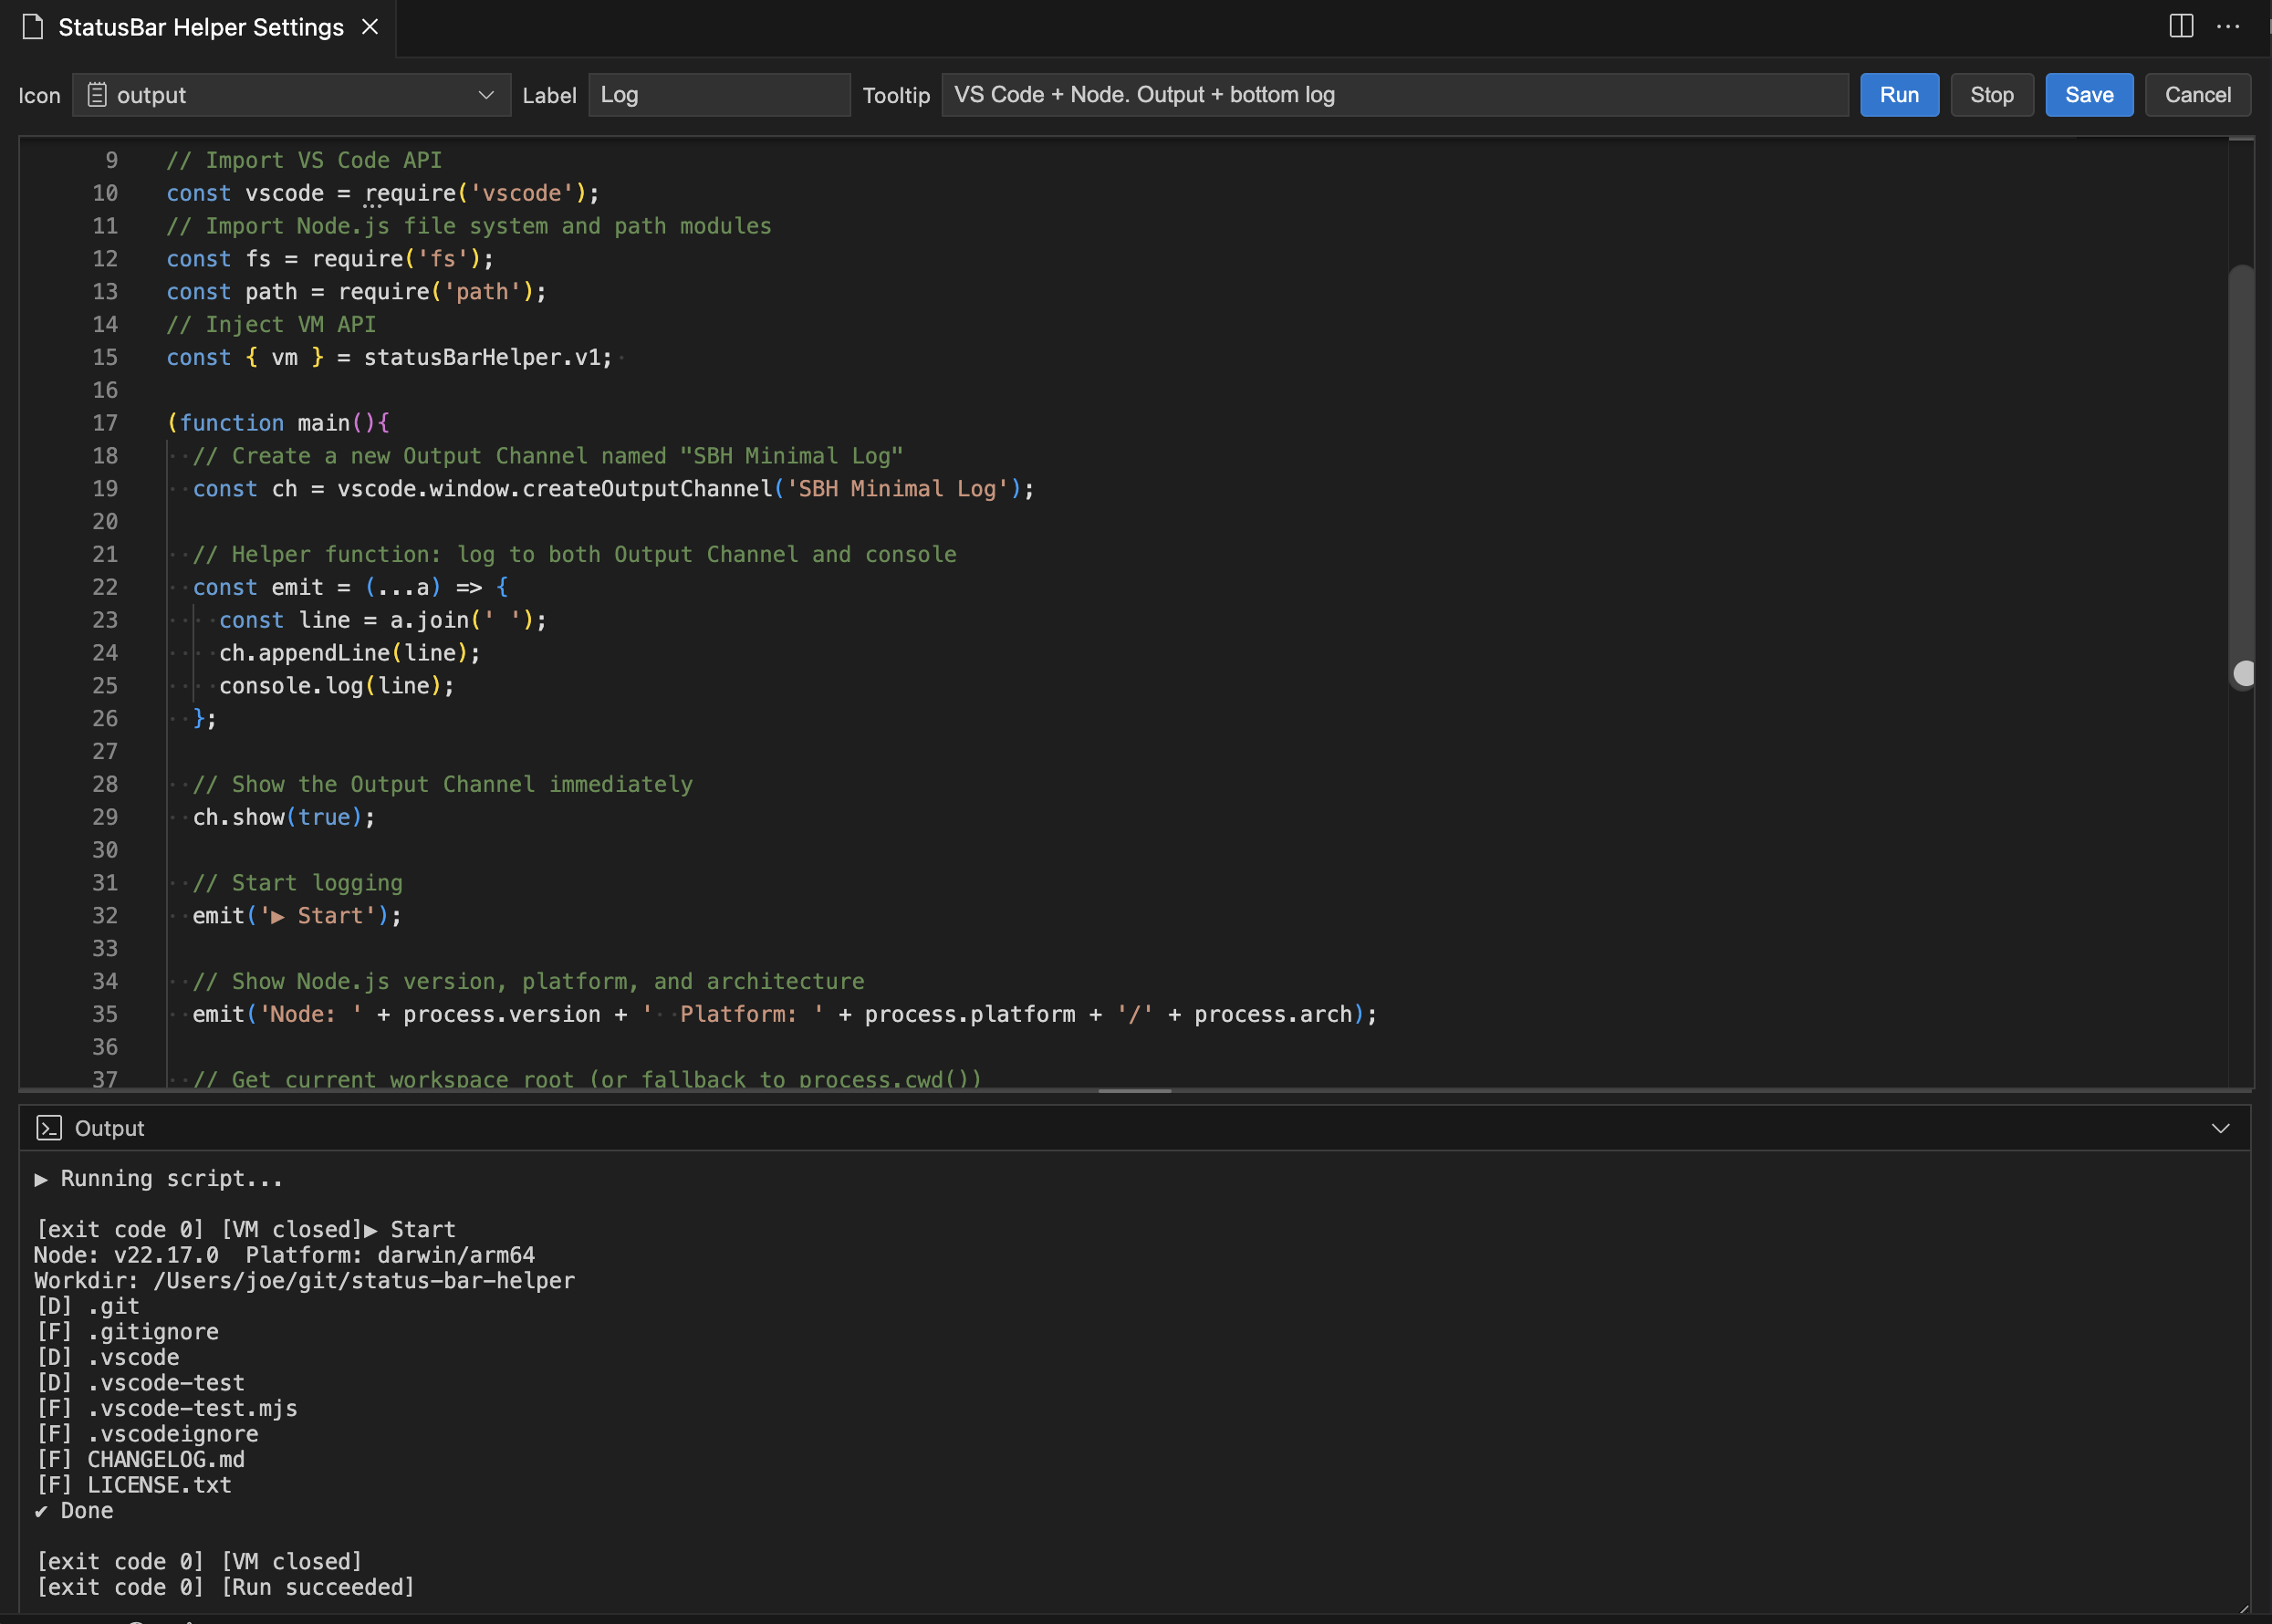 StatusBar Helper Settings
Icon output Label Log Tooltip VS Code + Node. Output + bottom log Run Stop Save Cancel
9 // Import VS Code API
10 const vscode = require('vscode');
11 // Import Node.js file system and path modules
12 const fs = require('fs');
13 const path = require('path');
14 // Inject VM API
15 const { vm } = statusBarHelper.v1;
16
17 (function main(){
18 // Create a new Output Channel named "SBH Minimal Log"
19 const ch = vscode.window.createOutputChannel('SBH Minimal Log');
20
21 // Helper function: log to both Output Channel and console
22 const emit = (...a) => {
23 const line = a.join(' ');
24 ch.appendLine(line);
25 console.log(line);
26 };
27
28 // Show the Output Channel immediately
29 ch.show(true);
30
31 // Start logging
32 emit('▶ Start');
33
34 // Show Node.js version, platform, and architecture
35 emit('Node: ' + process.version + '  Platform: ' + process.platform + '/' + process.arch);
36
37 // Get current workspace root (or fallback to process.cwd())
Output
▶ Running script...
[exit code 0] [VM closed]▶ Start
Node: v22.17.0  Platform: darwin/arm64
Workdir: /Users/joe/git/status-bar-helper
[D] .git
[F] .gitignore
[D] .vscode
[D] .vscode-test
[F] .vscode-test.mjs
[F] .vscodeignore
[F] CHANGELOG.md
[F] LICENSE.txt
✔ Done
[exit code 0] [VM closed]
[exit code 0] [Run succeeded]